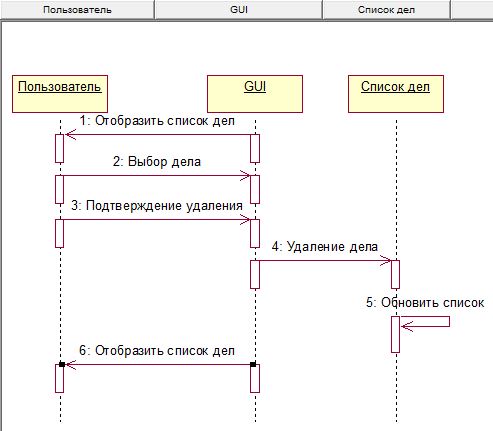 Пользователь
GUI
Список дел
Пользователь
GUI
Список дел
1: Отобразить список дел
2: Выбор дела
3: Подтверждение удаления
4: Удаление дела
5: Обновить список
6: Отобразить список дел